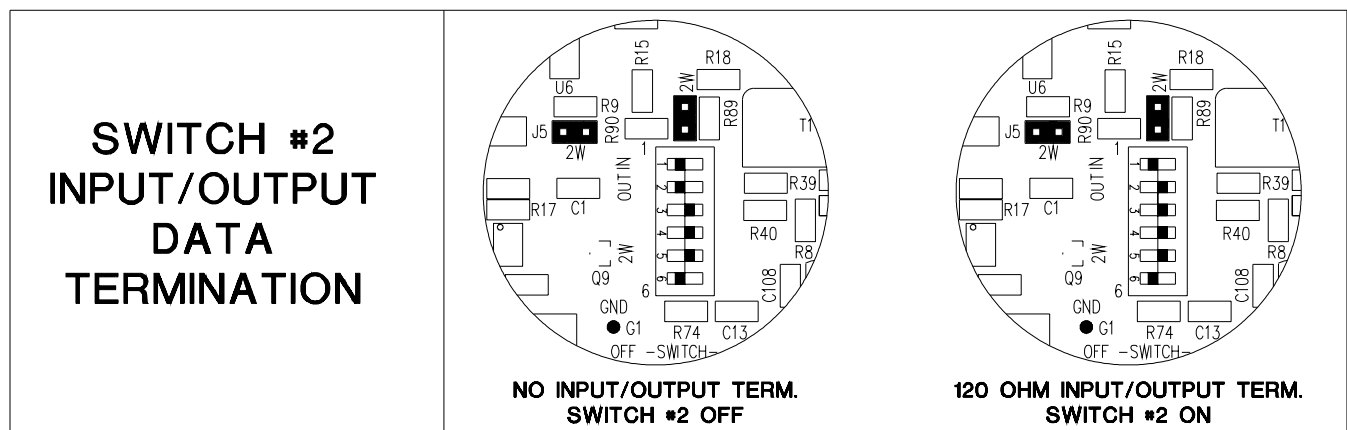 SWITCH #2
INPUT/OUTPUT
DATA
TERMINATION
R15
R18
U6
2W
R9
R89
J5
R90
T1
2W
1
OUT IN
1
2
3
4
5
6
R39
R17
C1
R40
2W
R8
Q9
6
C108
GND
G1
R74
C13
OFF -SWITCH-
NO INPUT/OUTPUT TERM.
SWITCH #2 OFF
R15
R18
U6
2W
R9
R89
J5
R90
T1
2W
1
OUT IN
1
2
3
4
5
6
R39
R17
C1
R40
2W
R8
Q9
6
C108
GND
G1
R74
C13
OFF -SWITCH-
120 OHM INPUT/OUTPUT TERM.
SWITCH #2 ON